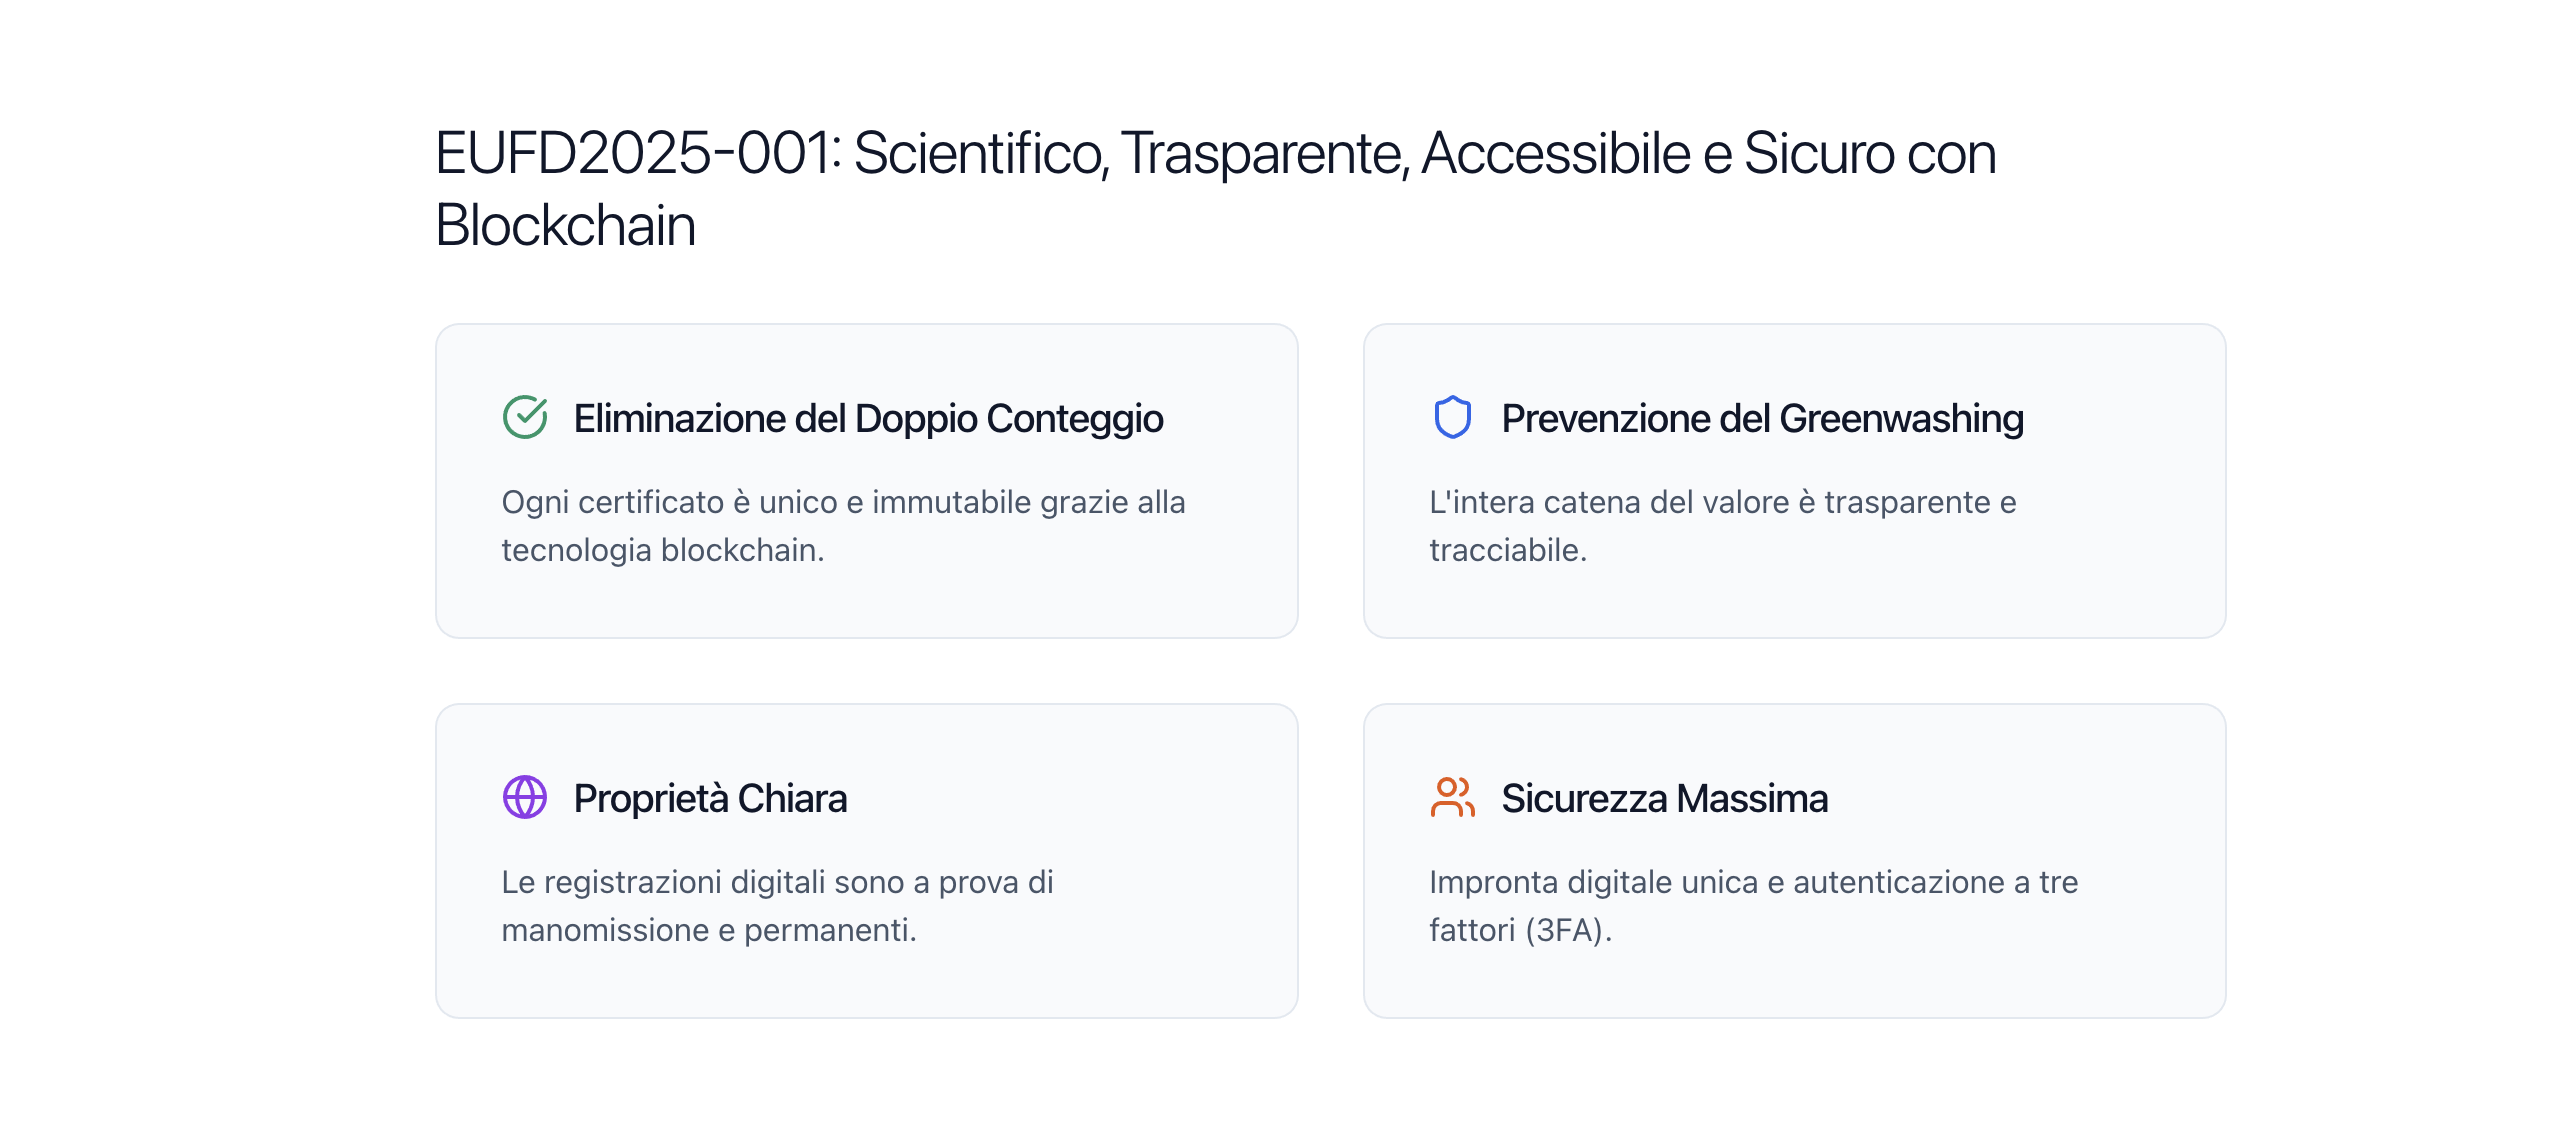 EUFD2025-001: Scientifico, Trasparente, Accessibile e Sicuro con
Blockchain
Eliminazione del Doppio Conteggio
Ogni certificato è unico e immutabile grazie alla
tecnologia blockchain.
Prevenzione del Greenwashing
L'intera catena del valore è trasparente e
tracciabile.
Proprietà Chiara
Le registrazioni digitali sono a prova di
manomissione e permanenti.
Sicurezza Massima
Impronta digitale unica e autenticazione a tre
fattori (3FA).